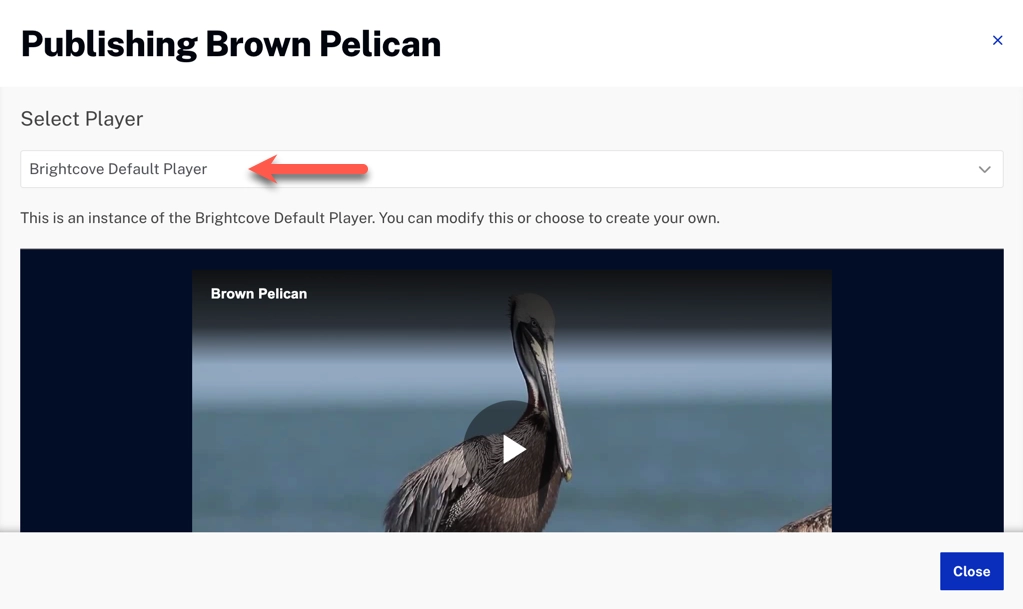 Publishing Brown Pelican
Select Player
Brightcove Default Player
This is an instance of the Brightcove Default Player. You can modify this or choose to create your own.
Brown Pelican
Close